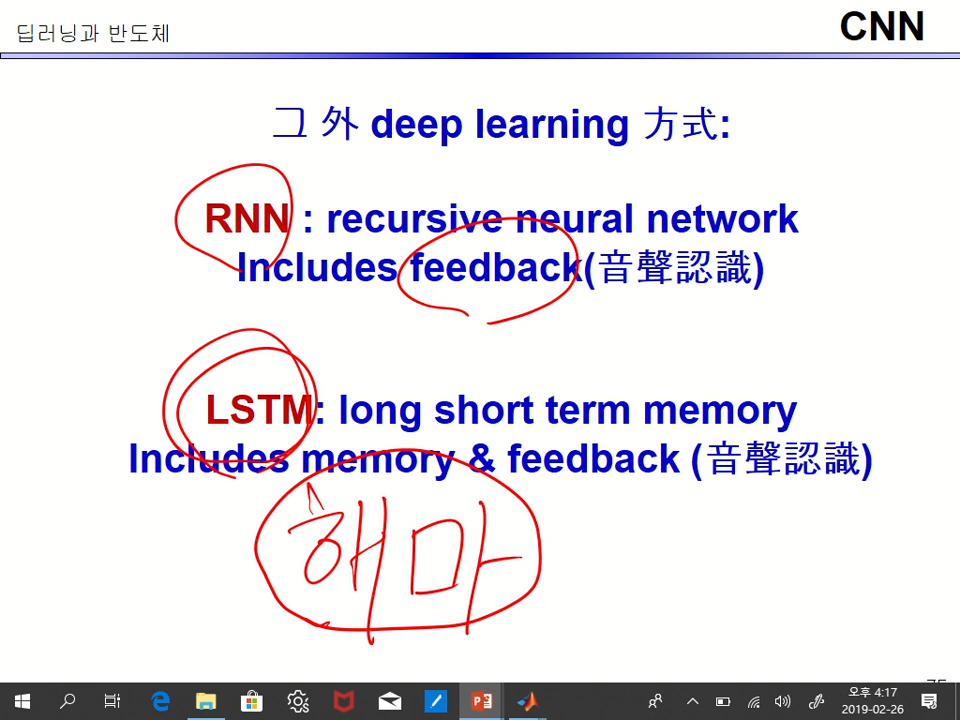 딥러닝과 반도체
CNN
그 外 deep learning 方式:
RNN : recursive neural network
Includes feedback(音聲認識)
LSTM: long short term memory
Includes memory & feedback (音聲認識)
해마
오후 4:17
2019-02-26